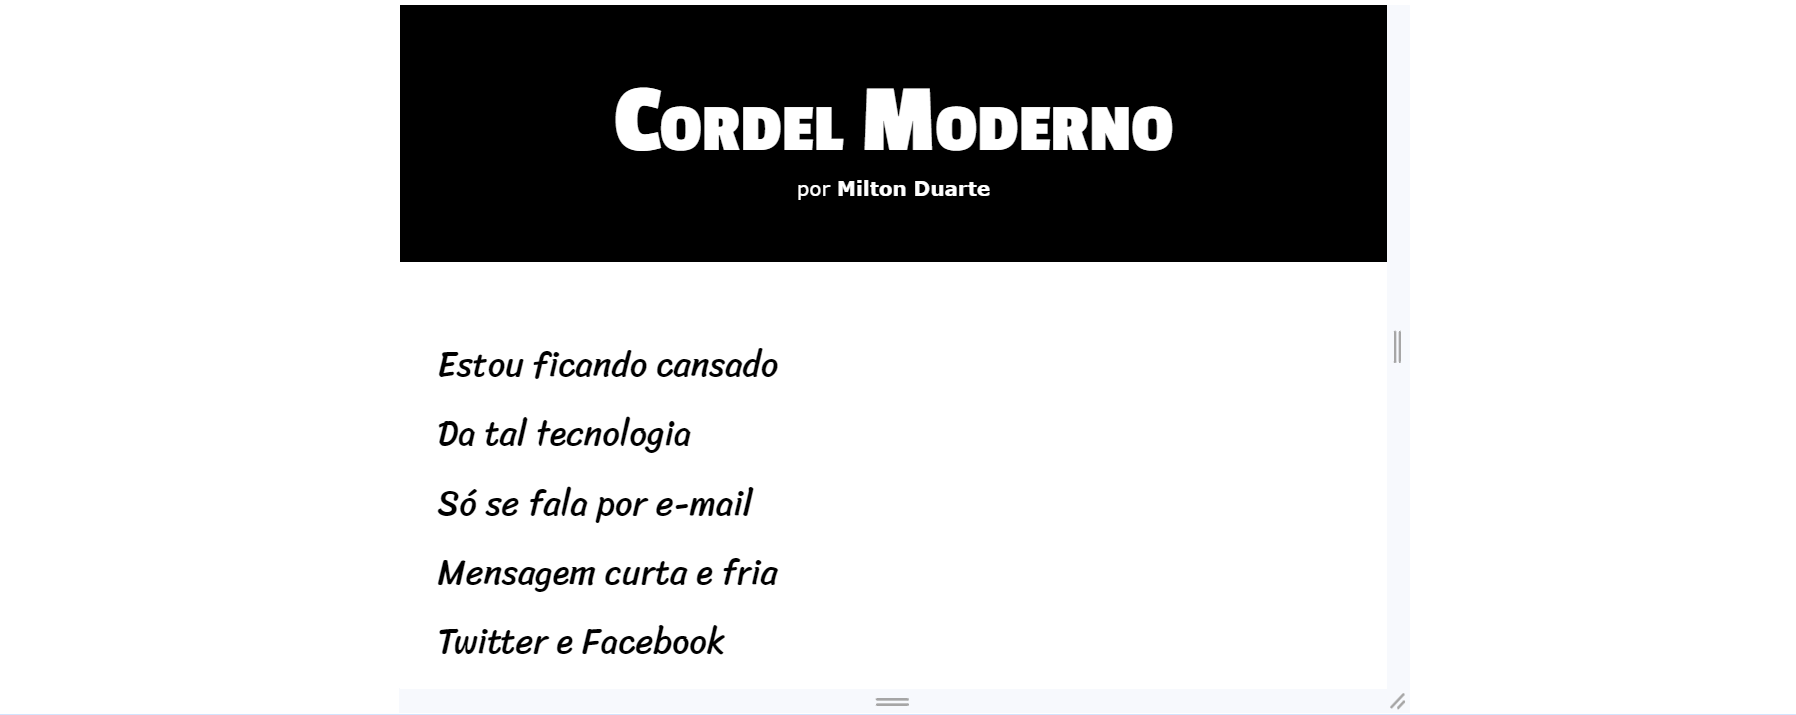 Cordel Moderno
por Milton Duarte
Estou ficando cansado
Da tal tecnologia
Só se fala por e-mail
Mensagem curta e fria
Twitter e Facebook